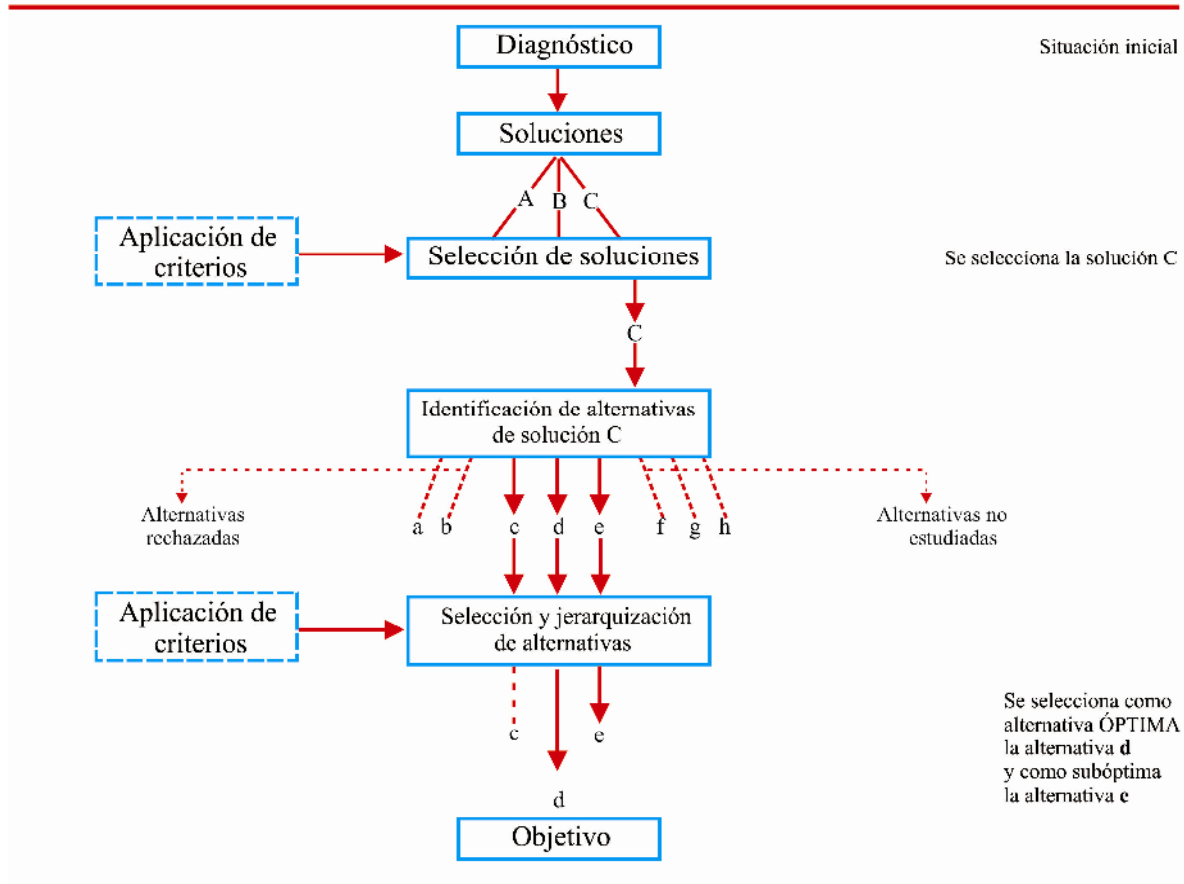 Diagnóstico
Situación inicial
Soluciones
A B C
Aplicación de
criterios
Selección de soluciones
Se selecciona la solución C
C
Identificación de alternativas
de solución C
Alternativas
rechazadas
a b c d e f g h
Alternativas no
estudiadas
Aplicación de
criterios
Selección y jerarquización
de alternativas
c e
d
Se selecciona como
alternativa ÓPTIMA
la alternativa d
y como subóptima
la alternativa e
Objetivo